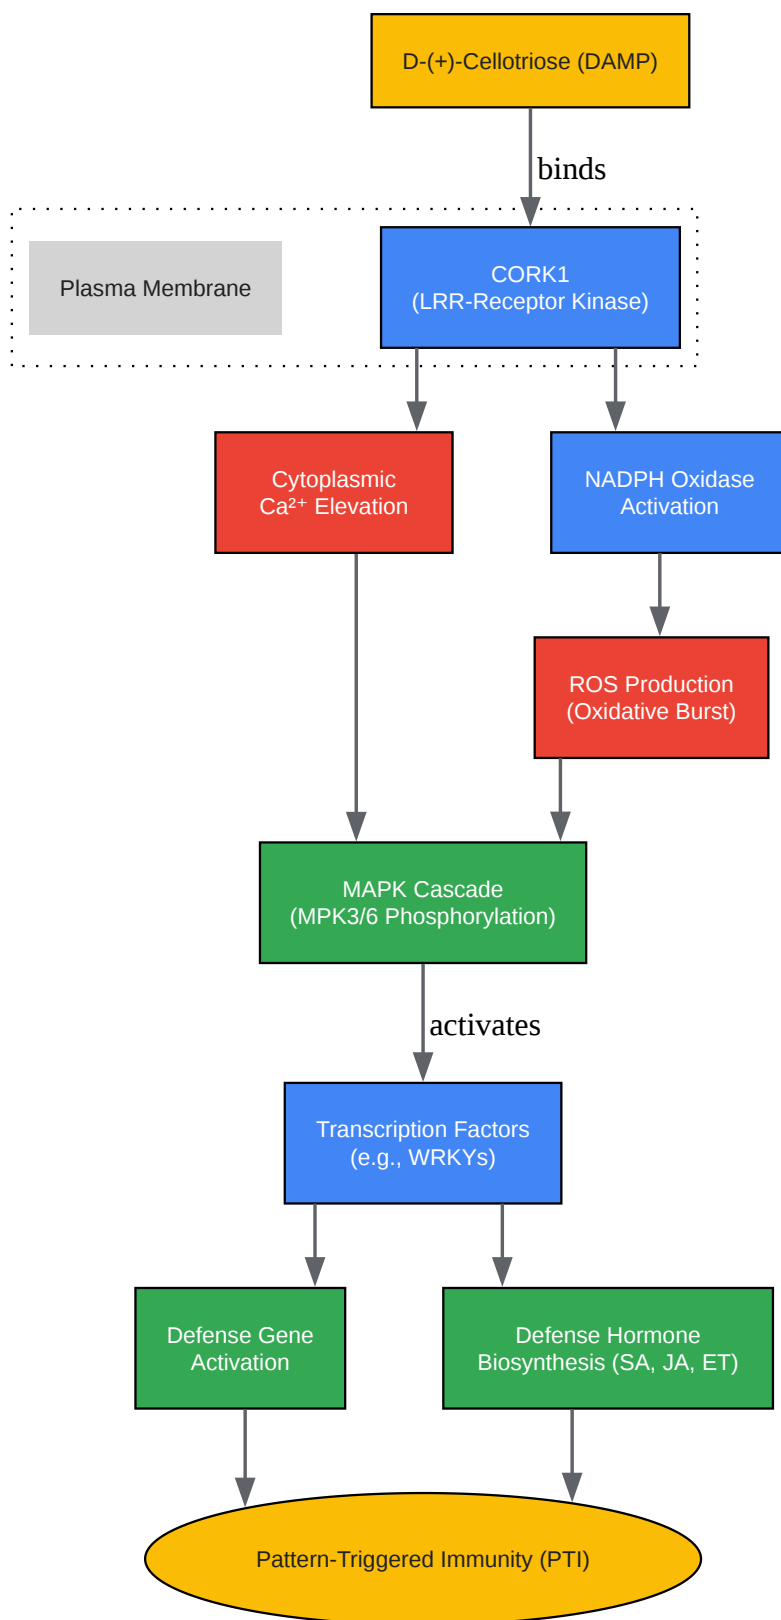 D-(+)-Cellotriose (DAMP)
binds
Plasma Membrane
CORK1
(LRR-Receptor Kinase)
Cytoplasmic
Ca²⁺ Elevation
NADPH Oxidase
Activation
ROS Production
(Oxidative Burst)
MAPK Cascade
(MPK3/6 Phosphorylation)
activates
Transcription Factors
(e.g., WRKYs)
Defense Gene
Activation
Defense Hormone
Biosynthesis (SA, JA, ET)
Pattern-Triggered Immunity (PTI)